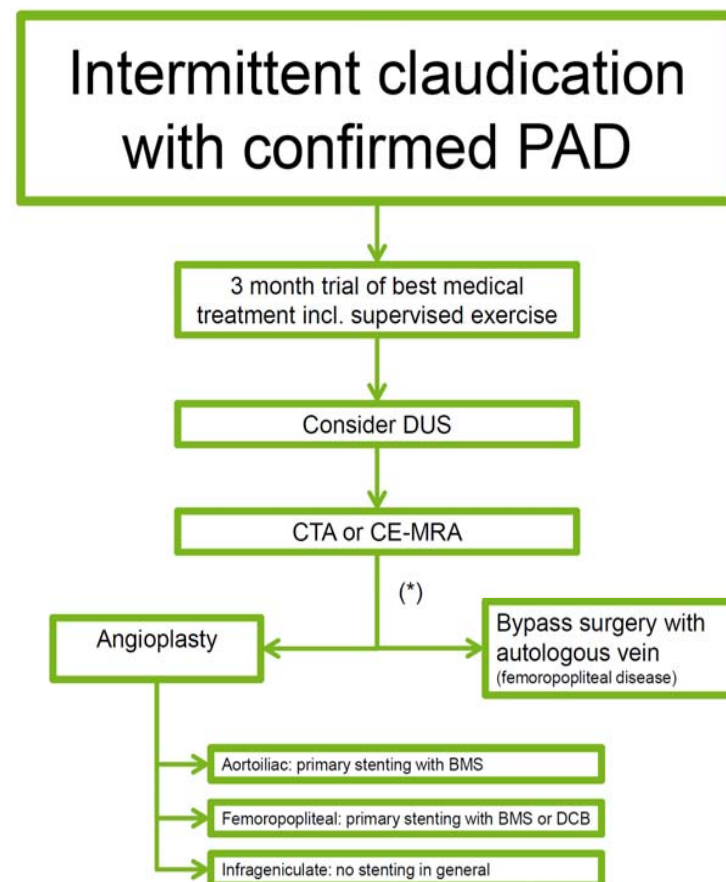 Intermittent claudication
with confirmed PAD
3 month trial of best medical
treatment incl. supervised exercise
Consider DUS
CTA or CE-MRA
(*)
Angioplasty
Bypass surgery with
autologous vein
(femoropopliteal disease)
Aortoiliac: primary stenting with BMS
Femoropopliteal: primary stenting with BMS or DCB
Infrageniculate: no stenting in general